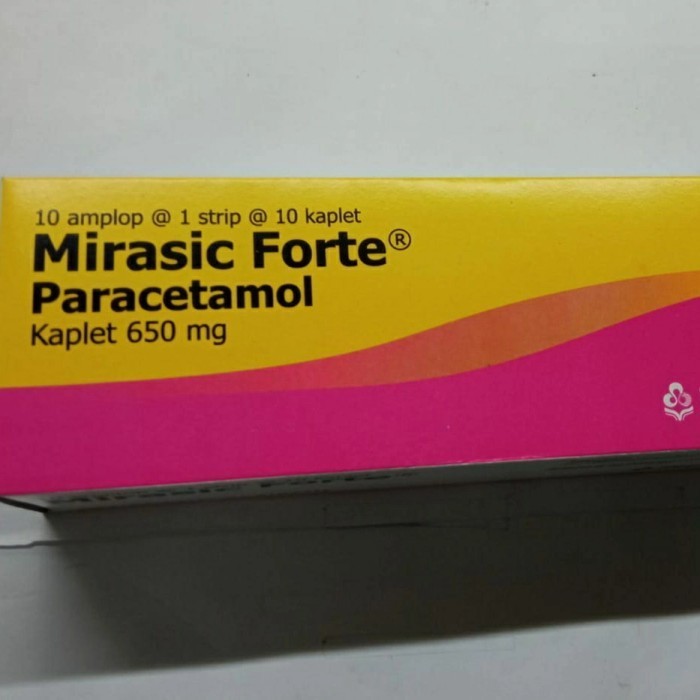 10 amplop @ 1 strip @ 10 kaplet
Mirasic Forte®
Paracetamol
Kaplet 650 mg